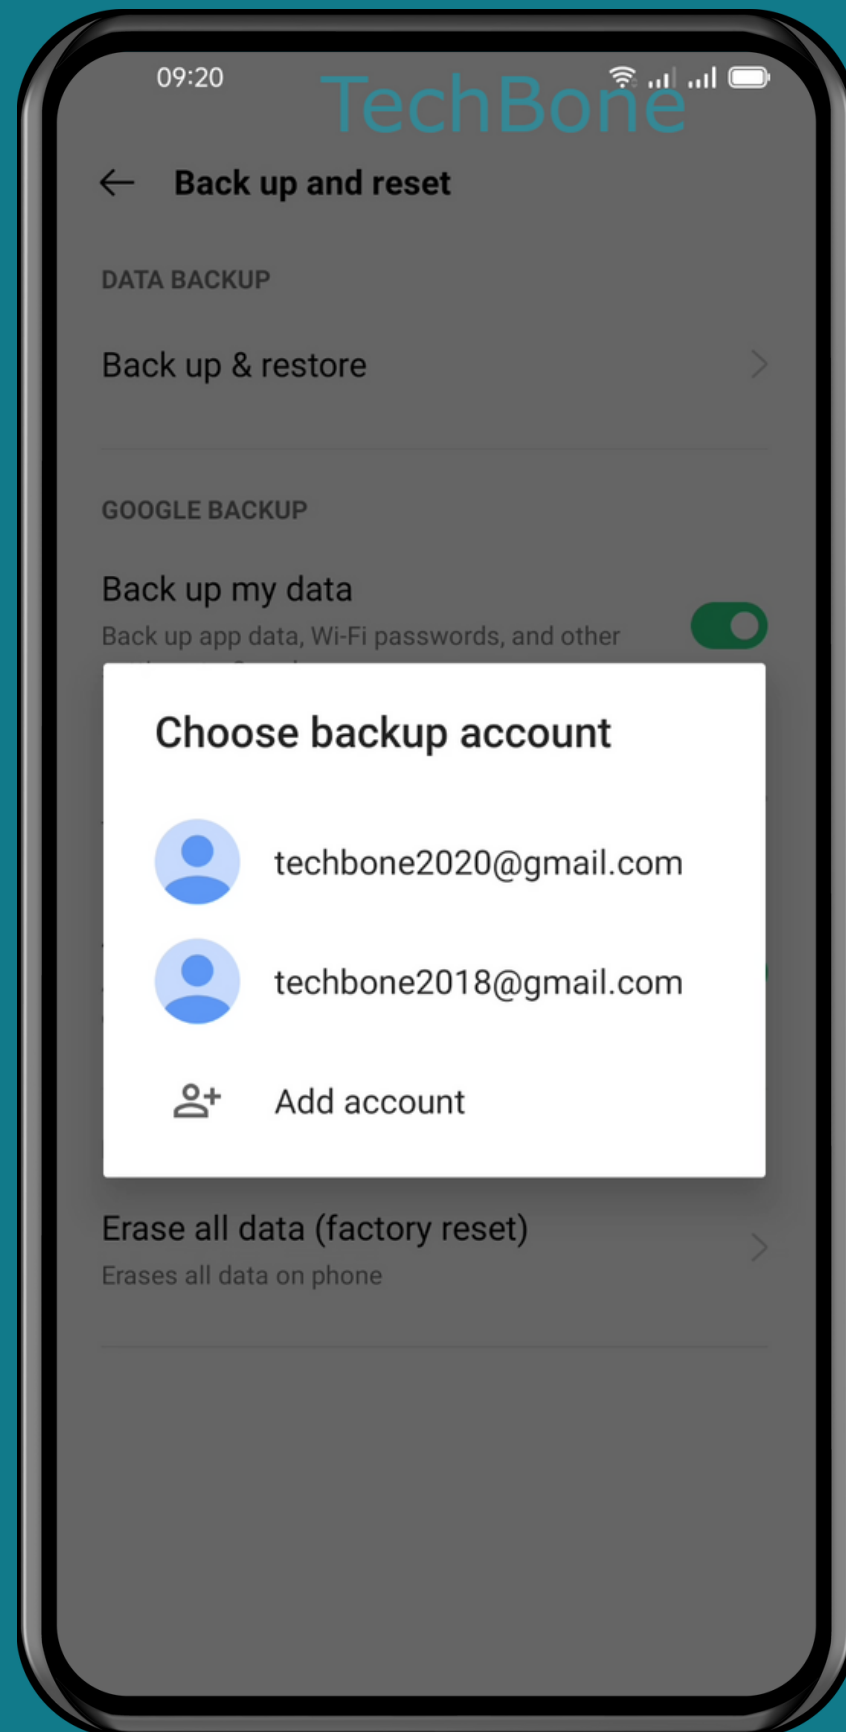 09:20
TechBone
Back up and reset
DATA BACKUP
Back up & restore
GOOGLE BACKUP
Back up my data
Back up app data, Wi-Fi passwords, and other
Choose backup account
techbone2020@gmail.com
techbone2018@gmail.com
Add account
Erase all data (factory reset)
Erases all data on phone